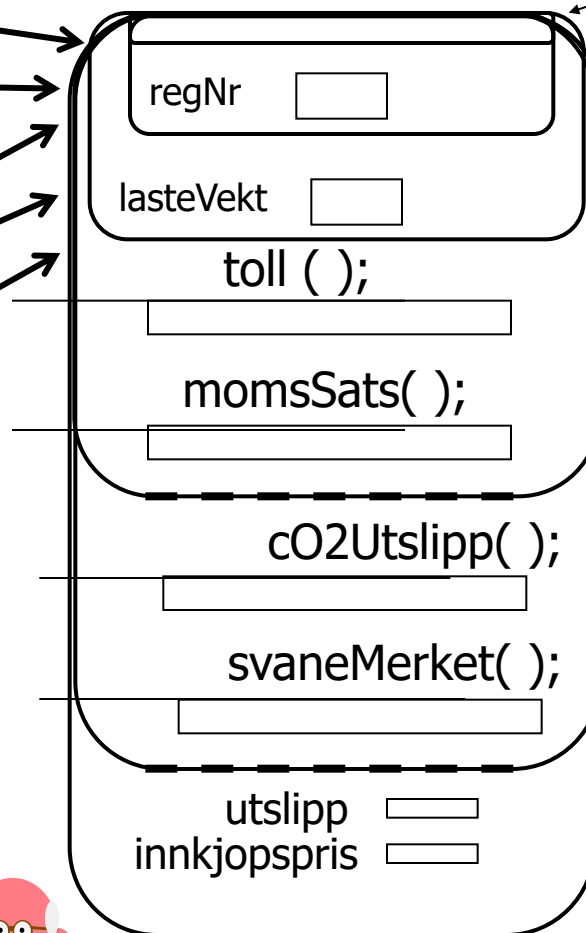 regNr
lasteVekt
toll ( );
momsSats( );
cO2Utslipp( );
svaneMerket( );
utslipp
innkjopspris